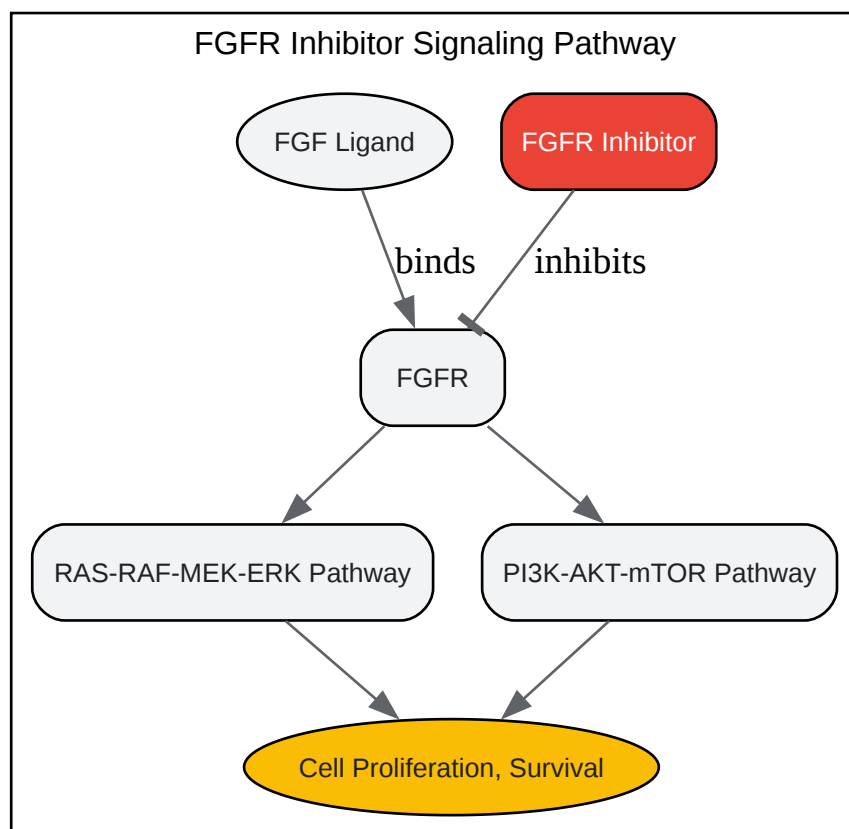 FGFR Inhibitor Signaling Pathway
FGF Ligand
FGFR Inhibitor
binds
inhibits
FGFR
RAS-RAF-MEK-ERK Pathway
PI3K-AKT-mTOR Pathway
Cell Proliferation, Survival